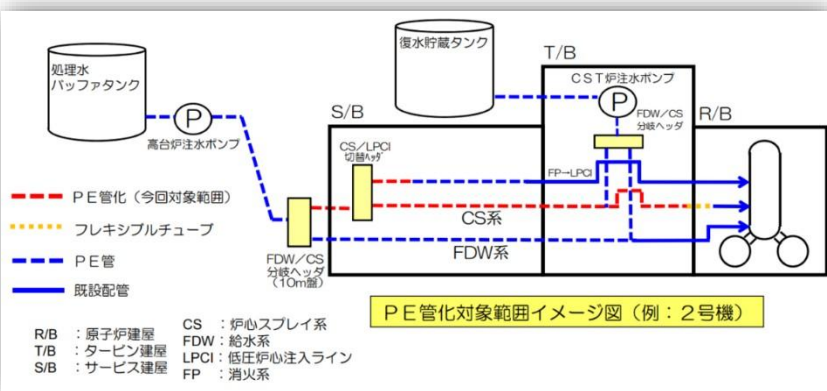 処理水
バッファタンク
P
高台炉注水ポンプ
復水貯蔵タンク
T/B
CST炉注水ポンプ
P
FDW/CS
分岐ヘッダ
R/B
S/B
CS/LPCI
切替ヘッダ
FP→LPCI
CS系
FDW系
FDW/CS
分岐ヘッダ
(10m盤)
PE管化(今回対象範囲)
フレキシブルチューブ
PE管
既設配管
PE管化対象範囲イメージ図(例:2号機)
R/B :原子炉建屋
T/B :タービン建屋
S/B :サービス建屋
CS :炉心スプレイ系
FDW :給水系
LPCI:低圧炉心注入ライン
FP :消火系